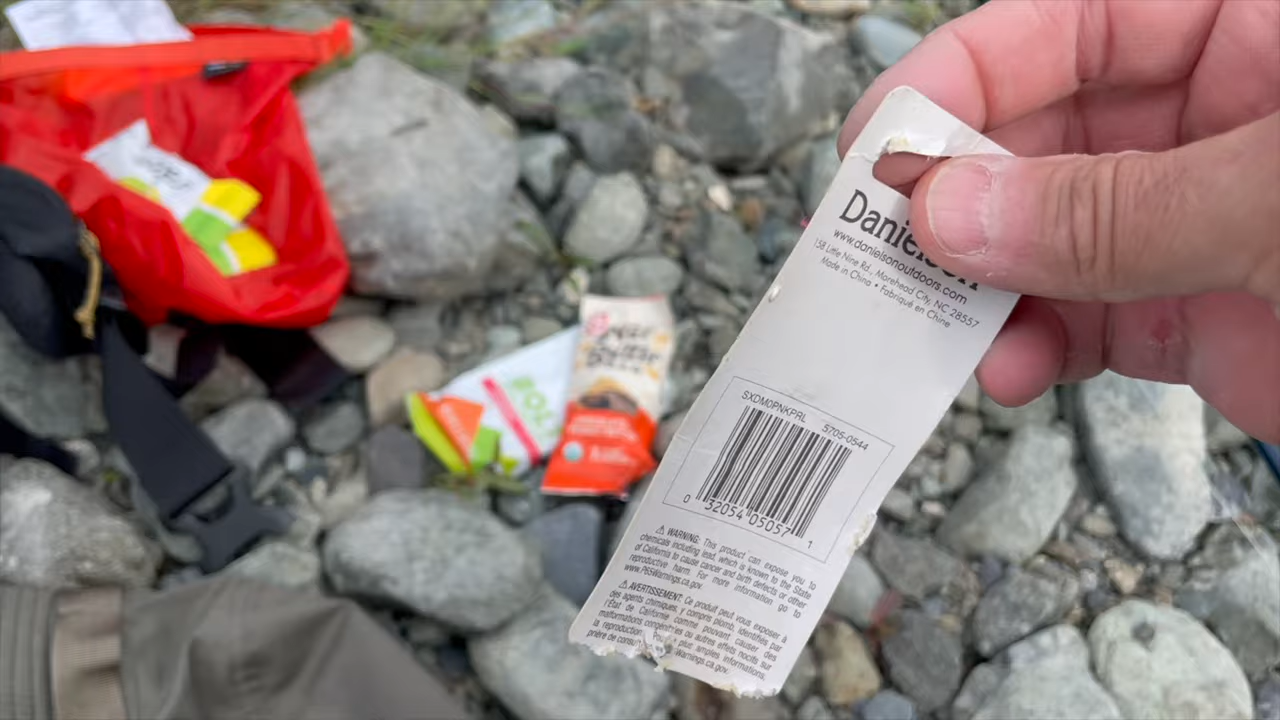 www.danielsonoutdoors.com
158 Little Nine Rd., Morehead City, NC 28557
Made in China • Fabriqué en Chine
SXDM0PNKPRL 5705-0544
0 32054 05057 1
⚠ WARNING: This product can expose you to
chemicals including lead, which is known to the State
of California to cause cancer and birth defects or other
reproductive harm. For more information go to
www.P65Warnings.ca.gov
⚠ AVERTISSEMENT: Ce produit peut vous exposer à
des agents chimiques, y compris plomb, identifiés par
l'État de Californie comme pouvant causer des
malformations congénitales ou autres effets nocifs sur
la reproduction. Pour plus amples informations,
prière de warnings.ca.gov